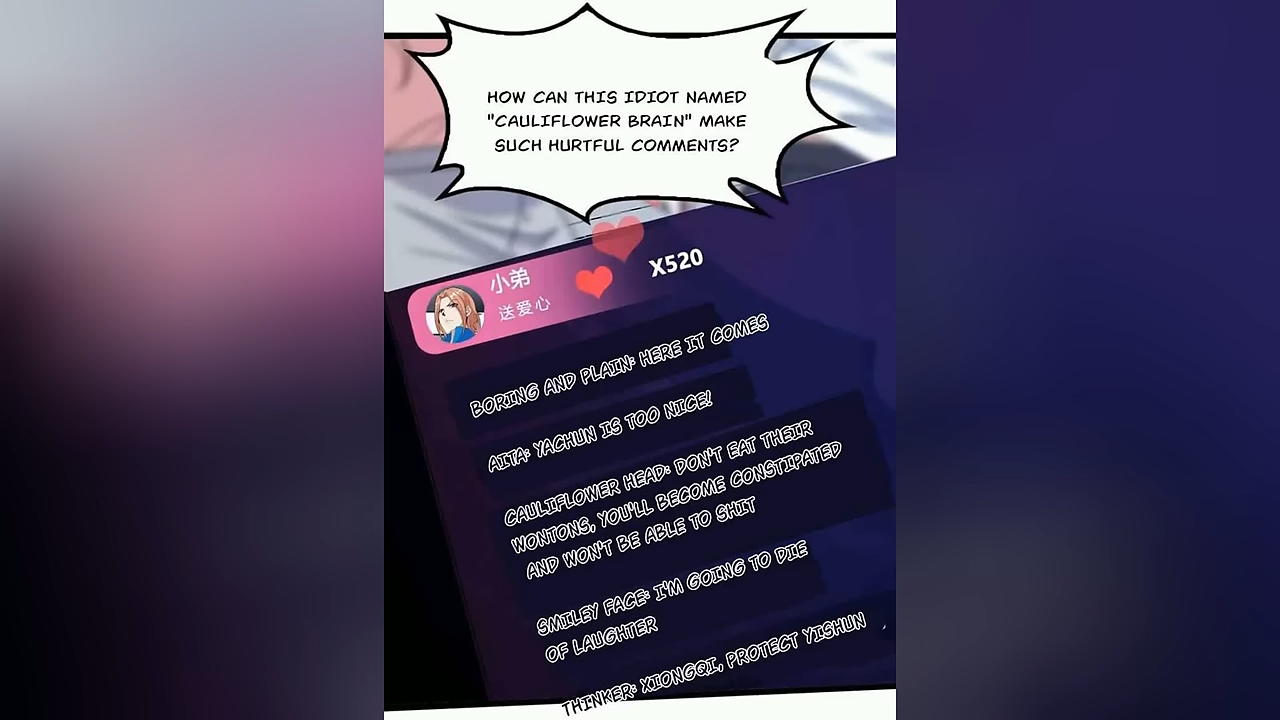 HOW CAN THIS IDIOT NAMED
"CAULIFLOWER BRAIN" MAKE
SUCH HURTFUL COMMENTS?
小弟
送爱心
X520
BORING AND PLAIN: HERE IT COMES
AITA: YACHUN IS TOO NICE!
CAULIFLOWER HEAD: DON'T EAT THEIR
WONTONS, YOU'LL BECOME CONSTIPATED
AND WON'T BE ABLE TO SHIT
SMILEY FACE: I'M GOING TO DIE
OF LAUGHTER
THINKER: XIONGQI, PROTECT YISHUN